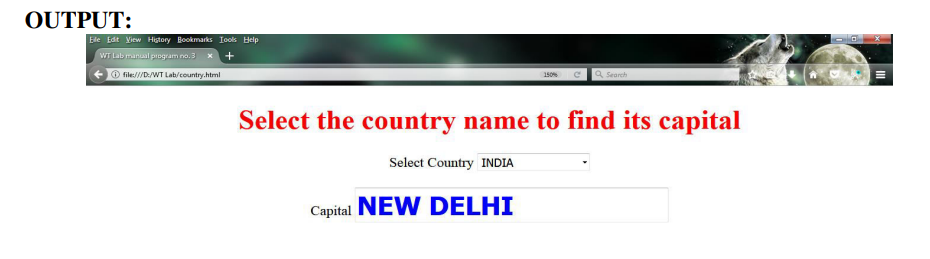 OUTPUT:
File Edit View History Bookmarks Tools Help
WT Lab manual program no. 3 × +
file:///D:/WT Lab/country.html 150% C Search
Select the country name to find its capital
Select Country INDIA
Capital NEW DELHI